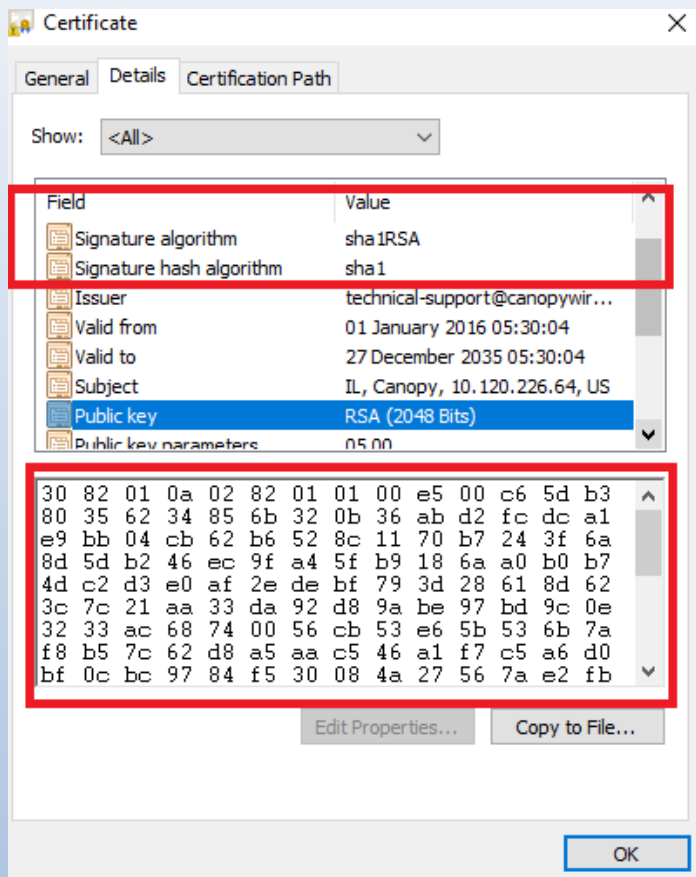 Certificate
General Details Certification Path
Show: <All>
Field Value
Signature algorithm sha1RSA
Signature hash algorithm sha1
Issuer technical-support@canopywir...
Valid from 01 January 2016 05:30:04
Valid to 27 December 2035 05:30:04
Subject IL, Canopy, 10.120.226.64, US
Public key RSA (2048 Bits)
Public key parameters 05 00
30 82 01 0a 02 82 01 01 00 e5 00 c6 5d b3
80 35 62 34 85 6b 32 0b 36 ab d2 fc dc a1
e9 bb 04 cb 62 b6 52 8c 11 70 b7 24 3f 6a
8d 5d b2 46 ec 9f a4 5f b9 18 6a a0 b0 b7
4d c2 d3 e0 af 2e de bf 79 3d 28 61 8d 62
3c 7c 21 aa 33 da 92 d8 9a be 97 bd 9c 0e
32 33 ac 68 74 00 56 cb 53 e6 5b 53 6b 7a
f8 b5 7c 62 d8 a5 aa c5 46 a1 f7 c5 a6 d0
bf 0c bc 97 84 f5 30 08 4a 27 56 7a e2 fb
Edit Properties... Copy to File...
OK